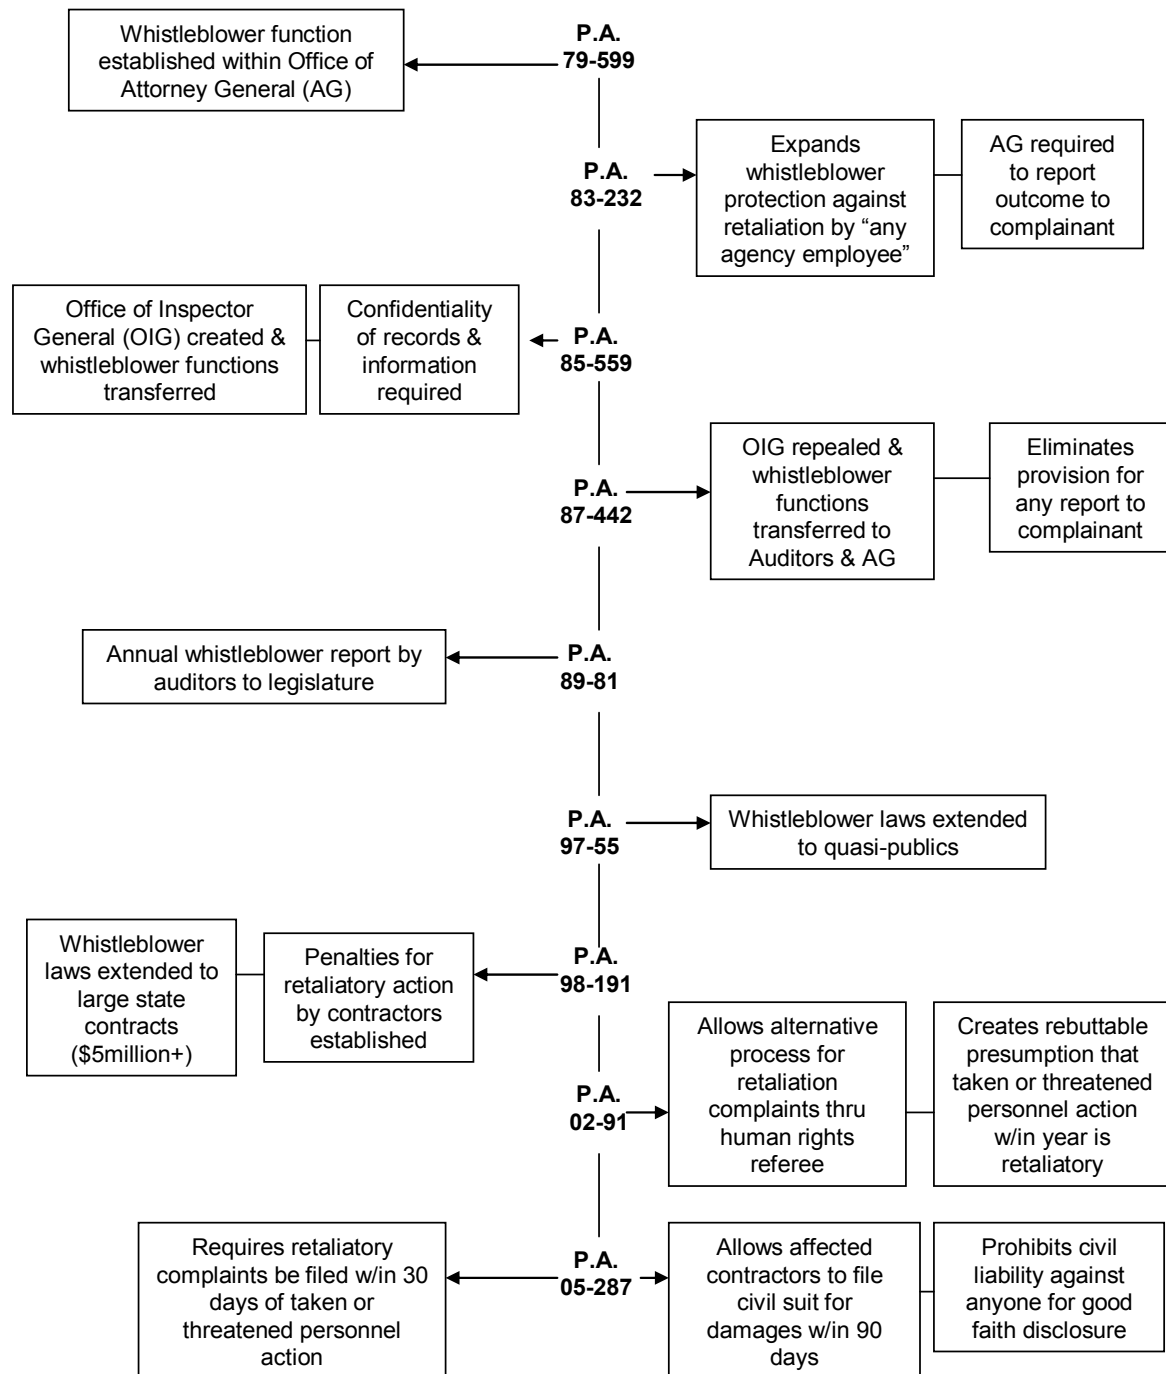 Whistleblower function
established within Office of
Attorney General (AG)
P.A.
79-599
P.A.
83-232
Expands
whistleblower
protection against
retaliation by “any
agency employee”
AG required
to report
outcome to
complainant
Office of Inspector
General (OIG) created &
whistleblower functions
transferred
Confidentiality
of records &
information
required
P.A.
85-559
P.A.
87-442
OIG repealed &
whistleblower
functions
transferred to
Auditors & AG
Eliminates
provision for
any report to
complainant
Annual whistleblower report by
auditors to legislature
P.A.
89-81
P.A.
97-55
Whistleblower laws extended
to quasi-publics
Whistleblower
laws extended to
large state
contracts
($5million+)
Penalties for
retaliatory action
by contractors
established
P.A.
98-191
P.A.
02-91
Allows alternative
process for
retaliation
complaints thru
human rights
referee
Creates rebuttable
presumption that
taken or threatened
personnel action
w/in year is
retaliatory
Requires retaliatory
complaints be filed w/in 30
days of taken or
threatened personnel
action
P.A.
05-287
Allows affected
contractors to file
civil suit for
damages w/in 90
days
Prohibits civil
liability against
anyone for good
faith disclosure